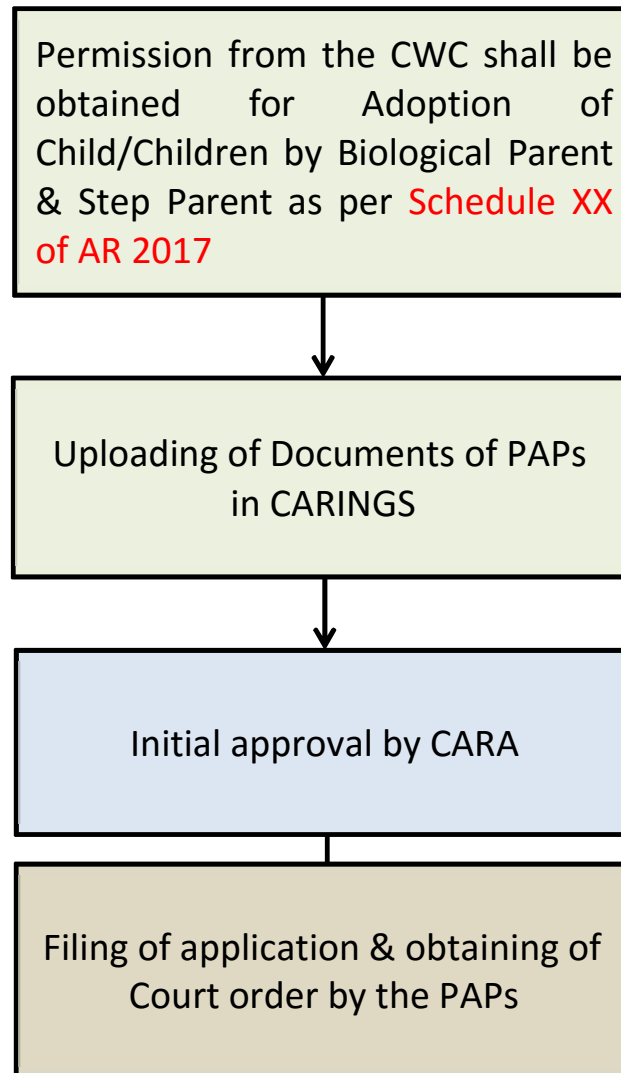 Permission from the CWC shall be
obtained for Adoption of
Child/Children by Biological Parent
& Step Parent as per Schedule XX
of AR 2017
Uploading of Documents of PAPs
in CARINGS
Initial approval by CARA
Filing of application & obtaining of
Court order by the PAPs